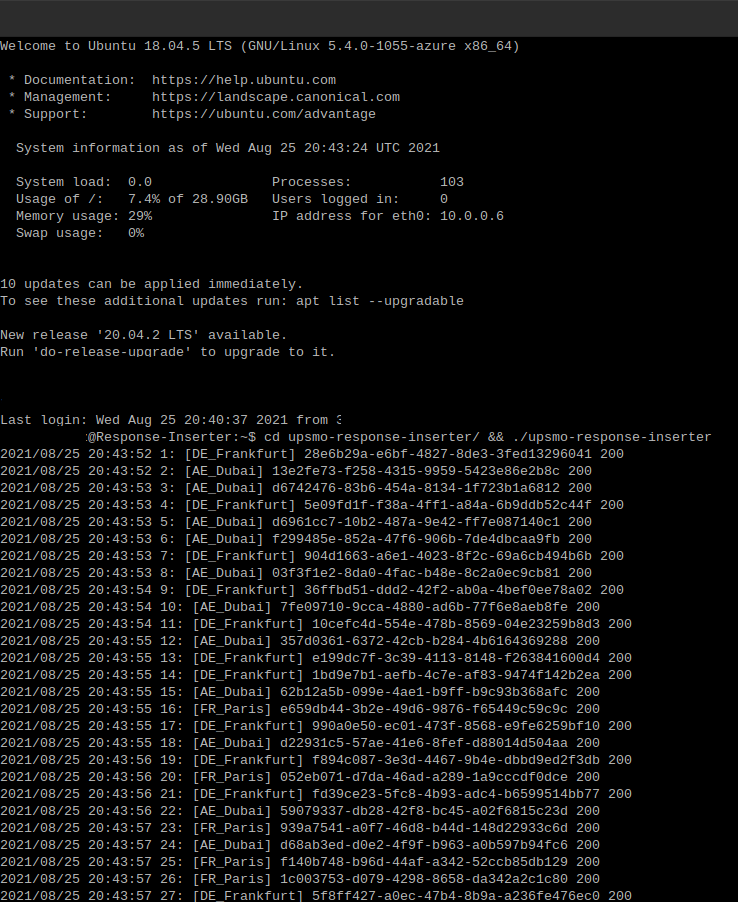 Welcome to Ubuntu 18.04.5 LTS (GNU/Linux 5.4.0-1055-azure x86_64)
* Documentation: https://help.ubuntu.com
* Management: https://landscape.canonical.com
* Support: https://ubuntu.com/advantage
System information as of Wed Aug 25 20:43:24 UTC 2021
System load: 0.0 Processes: 103
Usage of /: 7.4% of 28.90GB Users logged in: 0
Memory usage: 29% IP address for eth0: 10.0.0.6
Swap usage: 0%
10 updates can be applied immediately.
To see these additional updates run: apt list --upgradable
New release '20.04.2 LTS' available.
Run 'do-release-upgrade' to upgrade to it.
Last login: Wed Aug 25 20:40:37 2021 from
@Response-Inserter:~$ cd upsmo-response-inserter/ && ./upsmo-response-inserter
2021/08/25 20:43:52 1: [DE_Frankfurt] 28e6b29a-e6bf-4827-8de3-3fed13296041 200
2021/08/25 20:43:52 2: [AE_Dubai] 13e2fe73-f258-4315-9959-5423e86e2b8c 200
2021/08/25 20:43:53 3: [AE_Dubai] d6742476-83b6-454a-8134-1f723b1a6812 200
2021/08/25 20:43:53 4: [DE_Frankfurt] 5e09fd1f-f38a-4ff1-a84a-6b9ddb52c44f 200
2021/08/25 20:43:53 5: [AE_Dubai] d6961cc7-10b2-487a-9e42-ff7e087140c1 200
2021/08/25 20:43:53 6: [AE_Dubai] f299485e-852a-47f6-906b-7de4dbcaa9fb 200
2021/08/25 20:43:53 7: [DE_Frankfurt] 904d1663-a6e1-4023-8f2c-69a6cb494b6b 200
2021/08/25 20:43:53 8: [AE_Dubai] 03f3f1e2-8da0-4fac-b48e-8c2a0ec9cb81 200
2021/08/25 20:43:54 9: [DE_Frankfurt] 36ffbd51-ddd2-42f2-ab0a-4bef0ee78a02 200
2021/08/25 20:43:54 10: [AE_Dubai] 7fe09710-9cca-4880-ad6b-77f6e8aeb8fe 200
2021/08/25 20:43:54 11: [DE_Frankfurt] 10cefc4d-554e-478b-8569-04e23259b8d3 200
2021/08/25 20:43:55 12: [AE_Dubai] 357d0361-6372-42cb-b284-4b6164369288 200
2021/08/25 20:43:55 13: [DE_Frankfurt] e199dc7f-3c39-4113-8148-f263841600d4 200
2021/08/25 20:43:55 14: [DE_Frankfurt] 1bd9e7b1-aefb-4c7e-af83-9474f142b2ea 200
2021/08/25 20:43:55 15: [AE_Dubai] 62b12a5b-099e-4ae1-b9ff-b9c93b368afc 200
2021/08/25 20:43:55 16: [FR_Paris] e659db44-3b2e-49d6-9876-f65449c59c9c 200
2021/08/25 20:43:55 17: [DE_Frankfurt] 990a0e50-ec01-473f-8568-e9fe6259bf10 200
2021/08/25 20:43:55 18: [AE_Dubai] d22931c5-57ae-41e6-8fef-d88014d504aa 200
2021/08/25 20:43:56 19: [DE_Frankfurt] f894c087-3e3d-4467-9b4e-dbbd9ed2f3db 200
2021/08/25 20:43:56 20: [FR_Paris] 052eb071-d7da-46ad-a289-1a9cccdf0dce 200
2021/08/25 20:43:56 21: [DE_Frankfurt] fd39ce23-5fc8-4b93-adc4-b6599514bb77 200
2021/08/25 20:43:56 22: [AE_Dubai] 59079337-db28-42f8-bc45-a02f6815c23d 200
2021/08/25 20:43:57 23: [FR_Paris] 939a7541-a0f7-46d8-b44d-148d22933c6d 200
2021/08/25 20:43:57 24: [AE_Dubai] d68ab3ed-d0e2-4f9f-b963-a0b597b94fc6 200
2021/08/25 20:43:57 25: [FR_Paris] f140b748-b96d-44af-a342-52ccb85db129 200
2021/08/25 20:43:57 26: [FR_Paris] 1c003753-d079-4298-8658-da342a2c1c80 200
2021/08/25 20:43:57 27: [DE_Frankfurt] 5f8ff427-a0ec-47b4-8b9a-a236fe476ec0 200